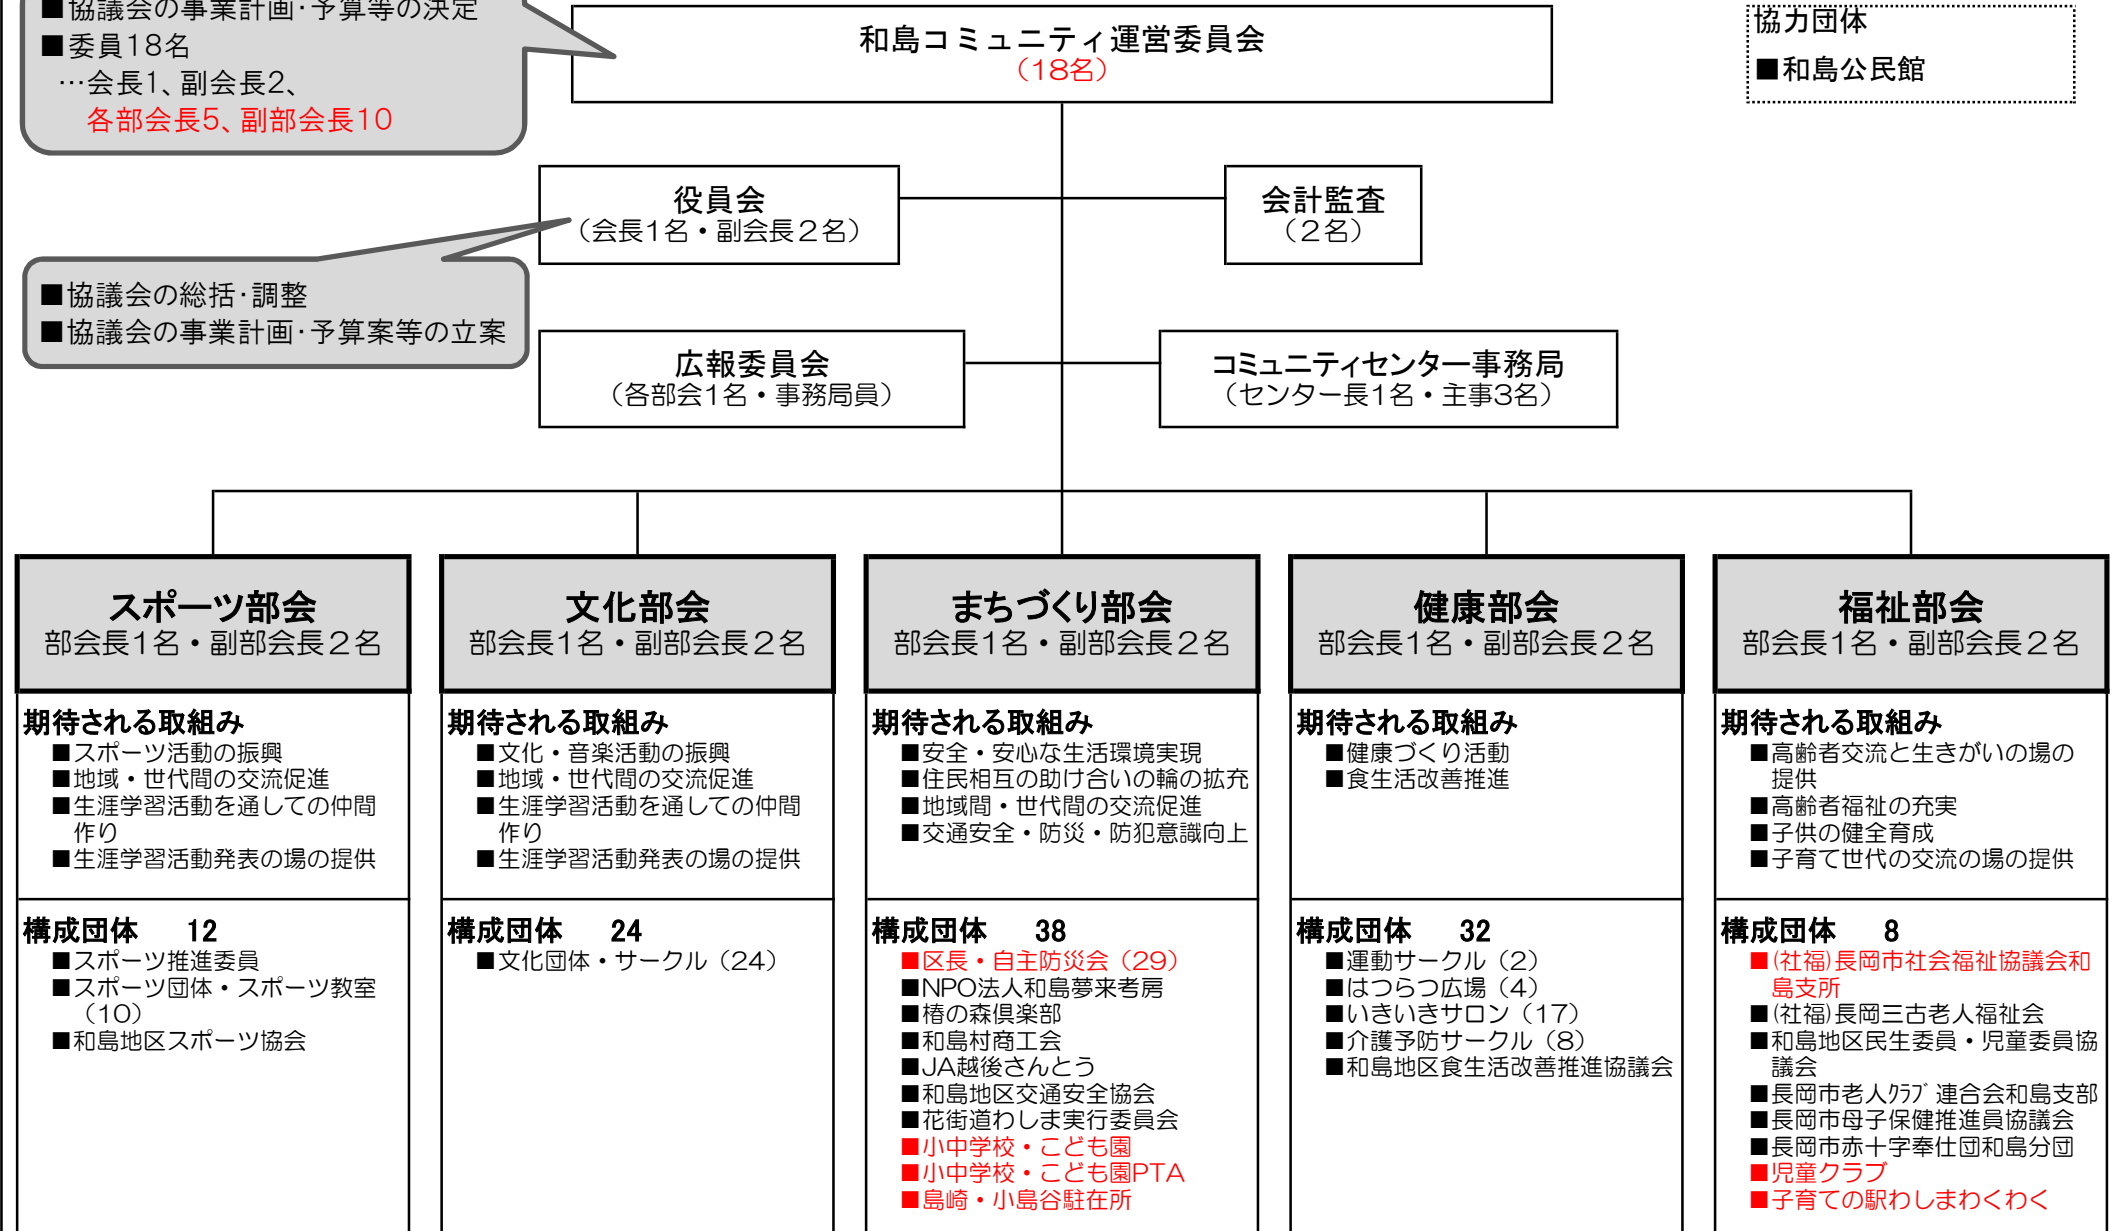 ■協議会の事業計画･予算等の決定
■委員18名
…会長1、副会長2、
各部会長5、副部会長10
和島コミュニティ運営委員会
（18名）
協力団体
■和島公民館
役員会
（会長1名・副会長２名）
会計監査
（２名）
■協議会の総括･調整
■協議会の事業計画･予算案等の立案
広報委員会
（各部会1名・事務局員）
コミュニティセンター事務局
（センター長1名・主事3名）
スポーツ部会
部会長1名・副部会長２名
期待される取組み
■スポーツ活動の振興
■地域・世代間の交流促進
■生涯学習活動を通しての仲間
作り
■生涯学習活動発表の場の提供
構成団体　12
■スポーツ推進委員
■スポーツ団体・スポーツ教室
（10）
■和島地区スポーツ協会
文化部会
部会長1名・副部会長２名
期待される取組み
■文化・音楽活動の振興
■地域・世代間の交流促進
■生涯学習活動を通しての仲間
作り
■生涯学習活動発表の場の提供
構成団体　24
■文化団体・サークル（24）
まちづくり部会
部会長1名・副部会長２名
期待される取組み
■安全・安心な生活環境実現
■住民相互の助け合いの輪の拡充
■地域間・世代間の交流促進
■交通安全・防災・防犯意識向上
構成団体　38
■区長・自主防災会（29）
■NPO法人和島夢来考房
■椿の森倶楽部
■和島村商工会
■JA越後さんとう
■和島地区交通安全協会
■花街道わしま実行委員会
■小中学校・こども園
■小中学校・こども園PTA
■島崎・小島谷駐在所
健康部会
部会長1名・副部会長２名
期待される取組み
■健康づくり活動
■食生活改善推進
構成団体　32
■運動サークル（2）
■はつらつ広場（4）
■いきいきサロン（17）
■介護予防サークル（8）
■和島地区食生活改善推進協議会
福祉部会
部会長1名・副部会長２名
期待される取組み
■高齢者交流と生きがいの場の
提供
■高齢者福祉の充実
■子供の健全育成
■子育て世代の交流の場の提供
構成団体　8
■(社福)長岡市社会福祉協議会和
島支所
■(社福)長岡三古老人福祉会
■和島地区民生委員・児童委員協
議会
■長岡市老人ｸﾗﾌﾞ連合会和島支部
■長岡市母子保健推進員協議会
■長岡市赤十字奉仕団和島分団
■児童クラブ
■子育ての駅わしまわくわく